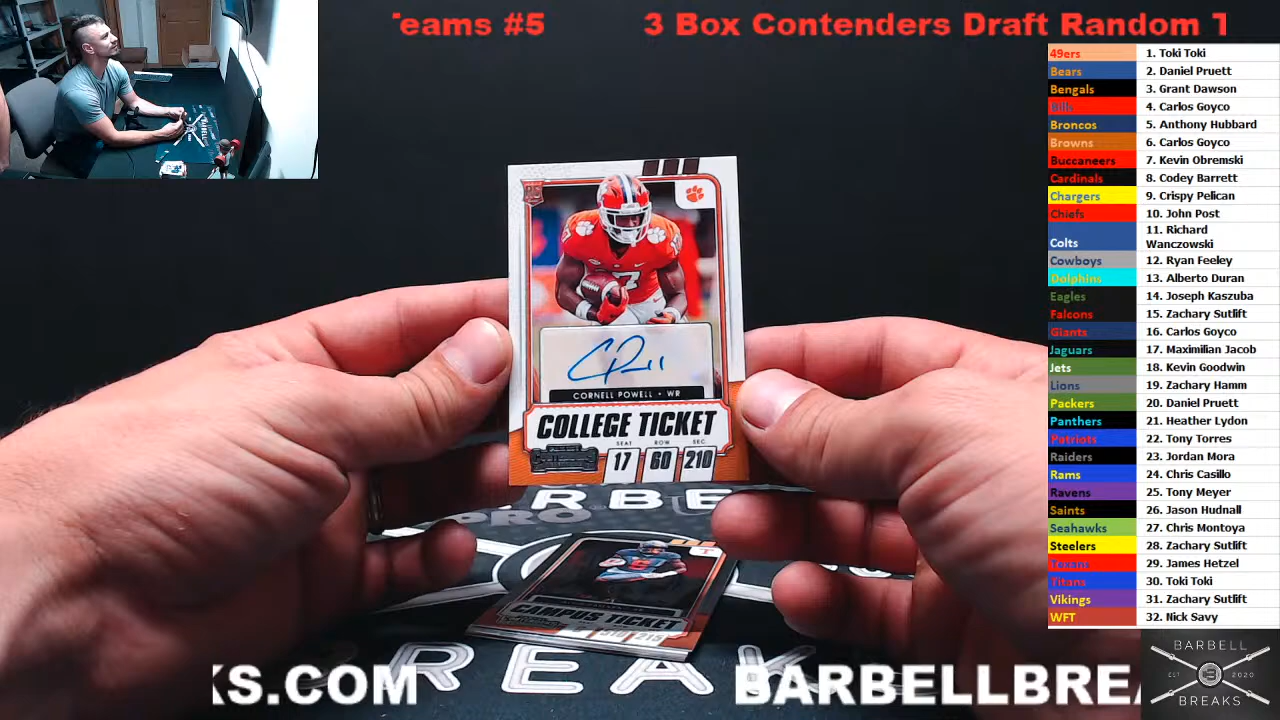 Teams #5 3 Box Contenders Draft Random T
49ers 1. Toki Toki
Bears 2. Daniel Pruett
Bengals 3. Grant Dawson
Bills 4. Carlos Goyco
Broncos 5. Anthony Hubbard
Browns 6. Carlos Goyco
Buccaneers 7. Kevin Obremski
Cardinals 8. Codey Barrett
Chargers 9. Crispy Pelican
Chiefs 10. John Post
Colts 11. Richard
Wanczowski
Cowboys 12. Ryan Feeley
Dolphins 13. Alberto Duran
Eagles 14. Joseph Kaszuba
Falcons 15. Zachary Sutlift
Giants 16. Carlos Goyco
Jaguars 17. Maximilian Jacob
Jets 18. Kevin Goodwin
Lions 19. Zachary Hamm
Packers 20. Daniel Pruett
Panthers 21. Heather Lydon
Patriots 22. Tony Torres
Raiders 23. Jordan Mora
Rams 24. Chris Casillo
Ravens 25. Tony Meyer
Saints 26. Jason Hudnall
Seahawks 27. Chris Montoya
Steelers 28. Zachary Sutlift
Texans 29. James Hetzel
Titans 30. Toki Toki
Vikings 31. Zachary Sutlift
WFT 32. Nick Savy
CORNELL POWELL • WR
COLLEGE TICKET
SEAT ROW SEC
17 60 210
CONTENDERS
RBEL
PRO
CAMPUS TICKET
BREAK
KS.COM BARBELLBREA
BARBELL
EST 2020
BREAKS